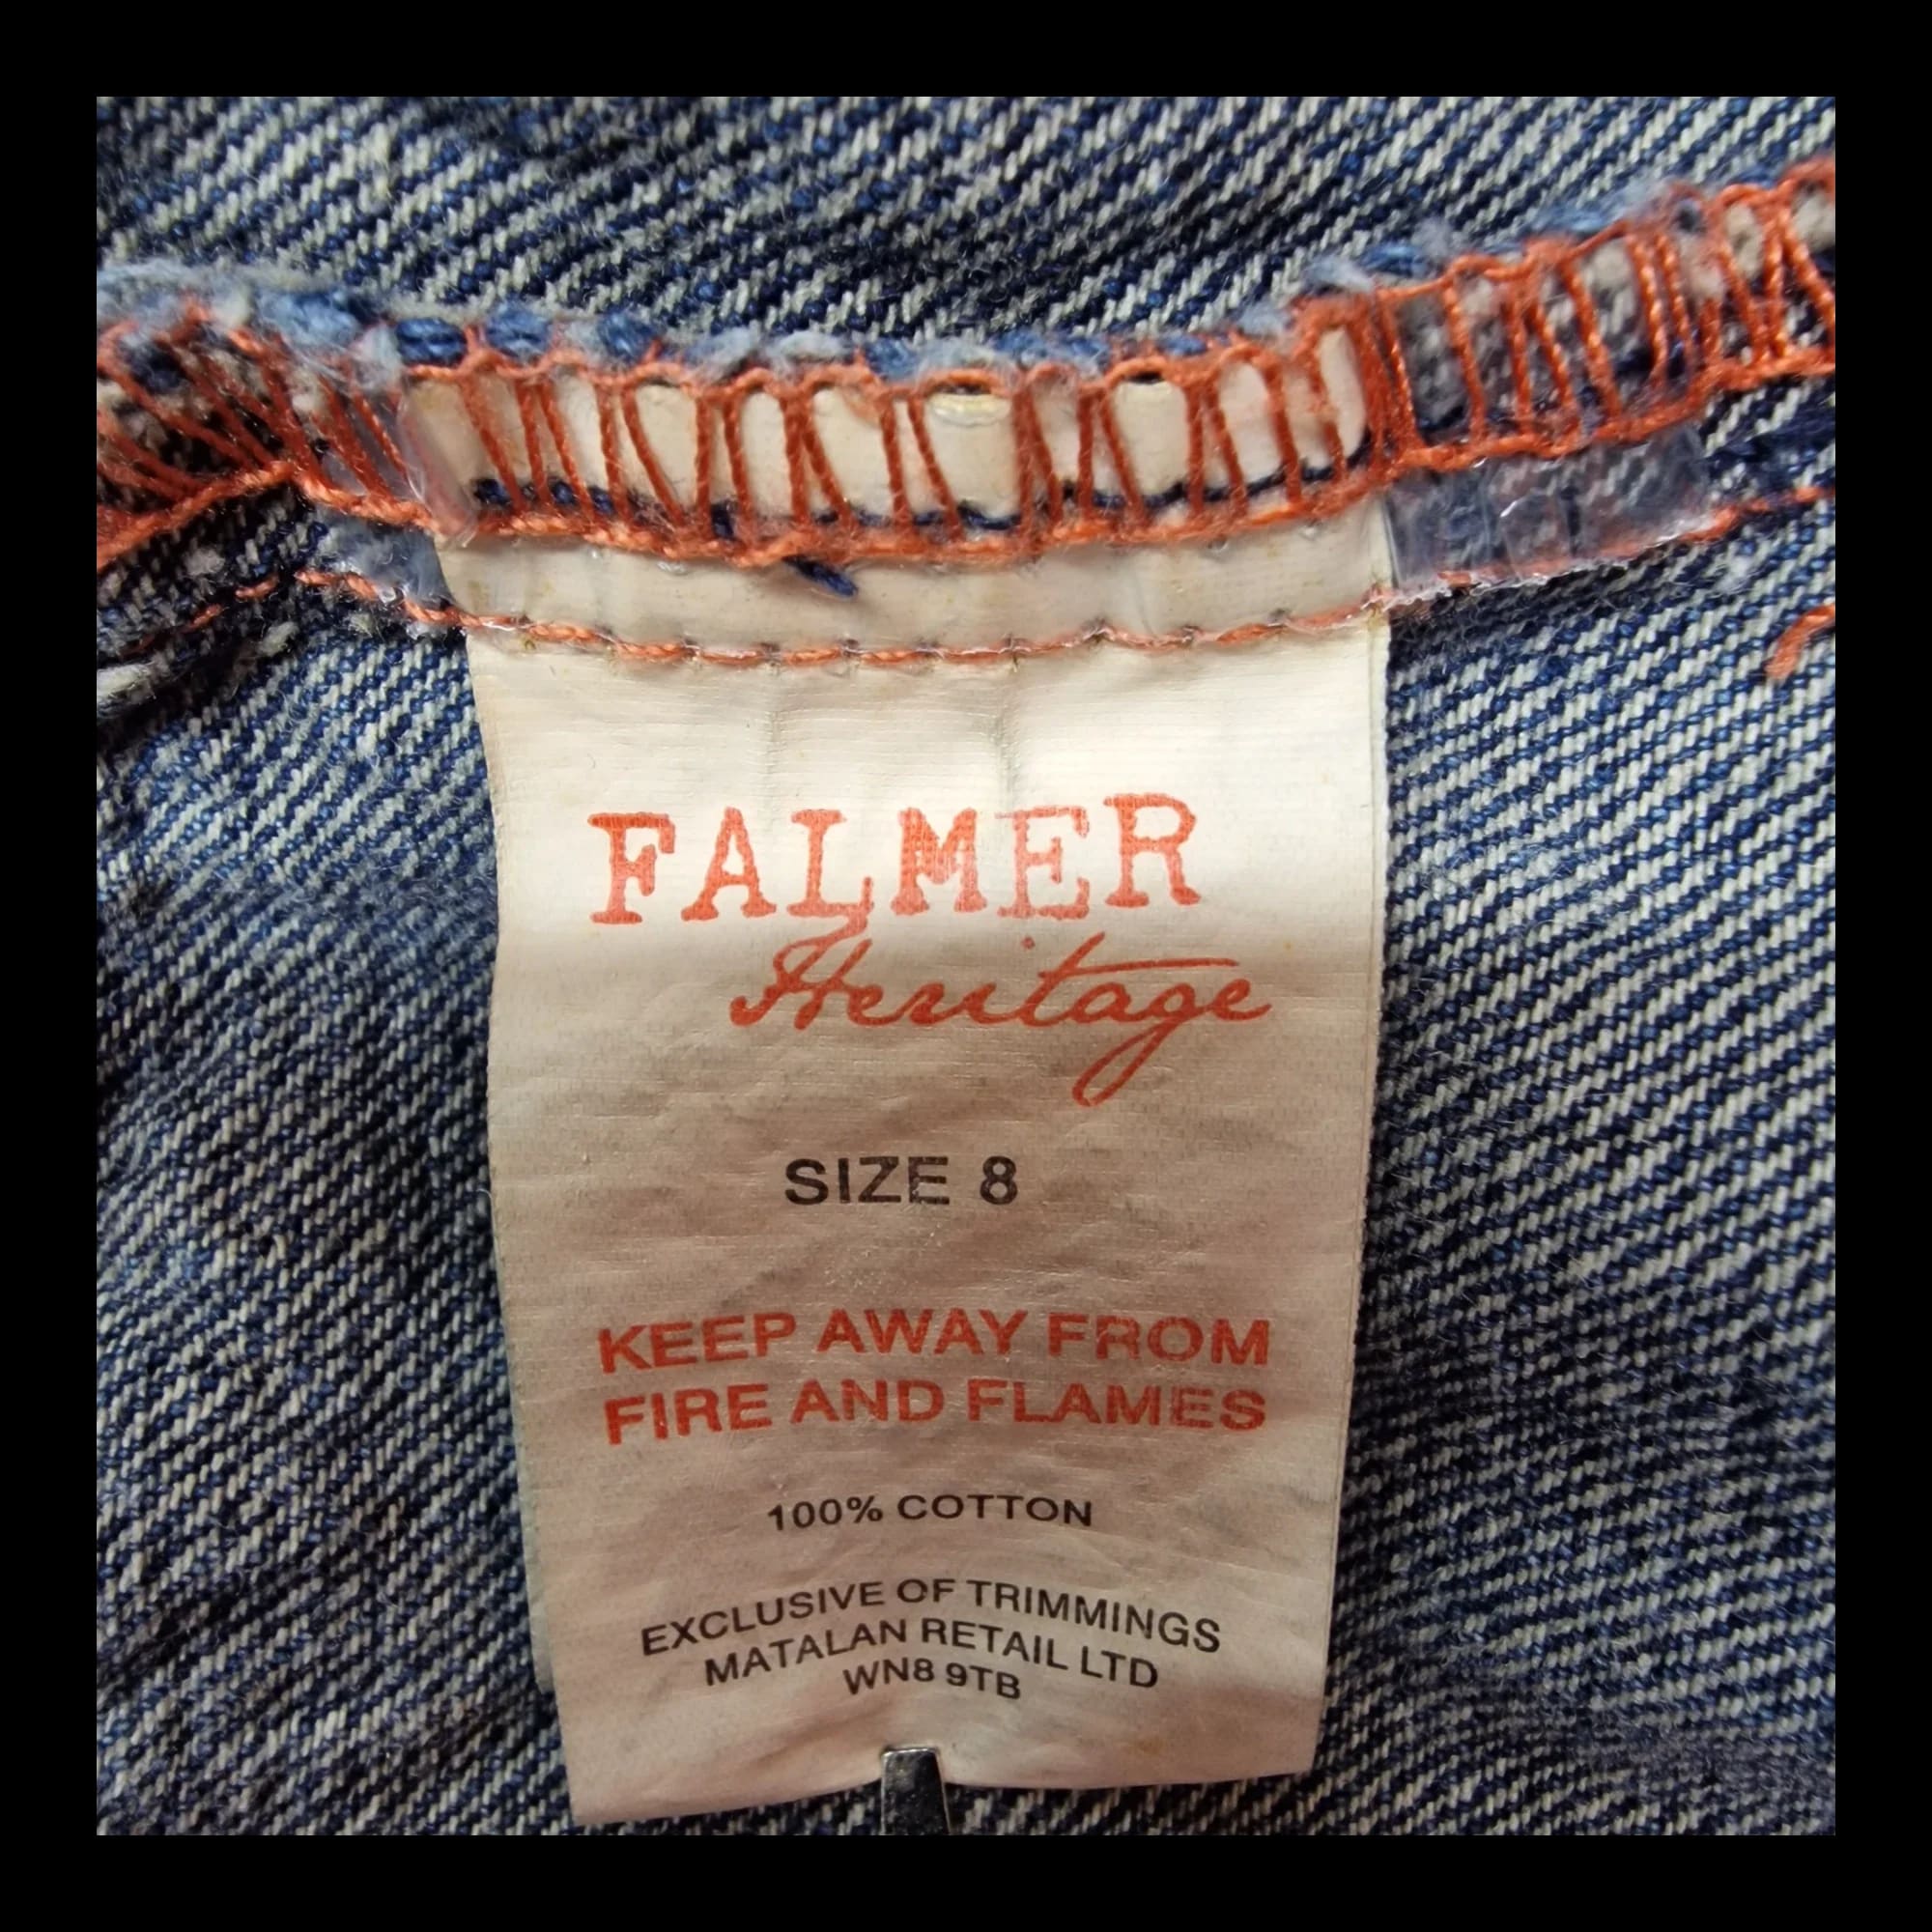 FALMER
Heritage
SIZE 8
KEEP AWAY FROM
FIRE AND FLAMES
100% COTTON
EXCLUSIVE OF TRIMMINGS
MATALAN RETAIL LTD
WN8 9TB